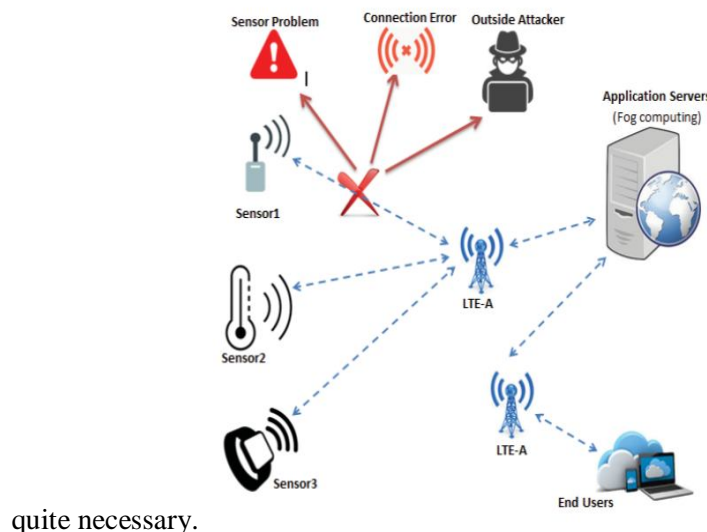 Sensor Problem
Connection Error
Outside Attacker
Application Servers
(Fog computing)
Sensor1
LTE-A
Sensor2
LTE-A
Sensor3
End Users
quite necessary.